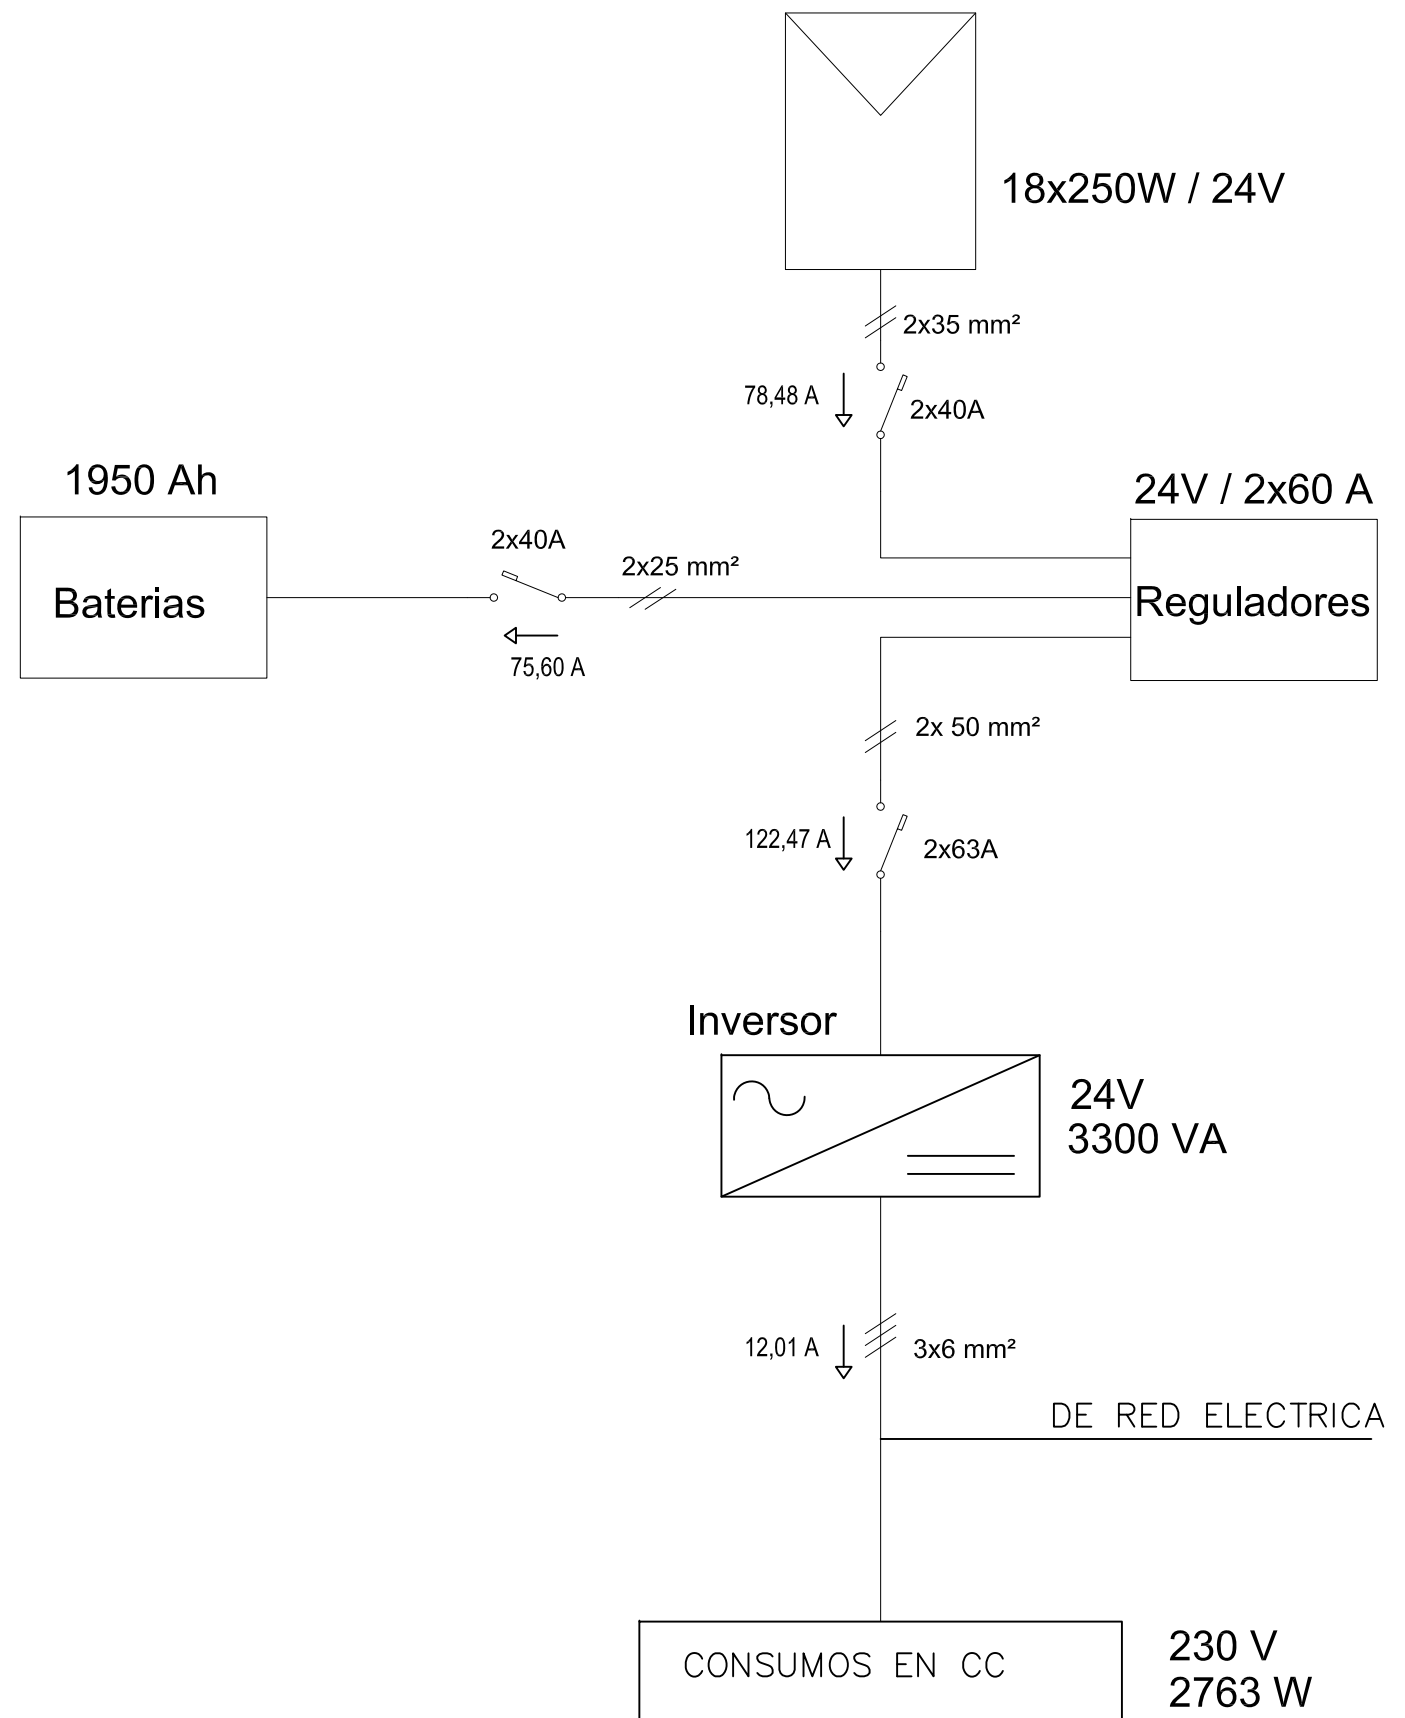 18x250W / 24V
2x35 mm²
78,48 A
2x40A
1950 Ah
24V / 2x60 A
2x40A
2x25 mm²
Baterias
Reguladores
75,60 A
2x 50 mm²
122,47 A
2x63A
Inversor
24V
3300 VA
12,01 A
3x6 mm²
DE RED ELECTRICA
CONSUMOS EN CC
230 V
2763 W